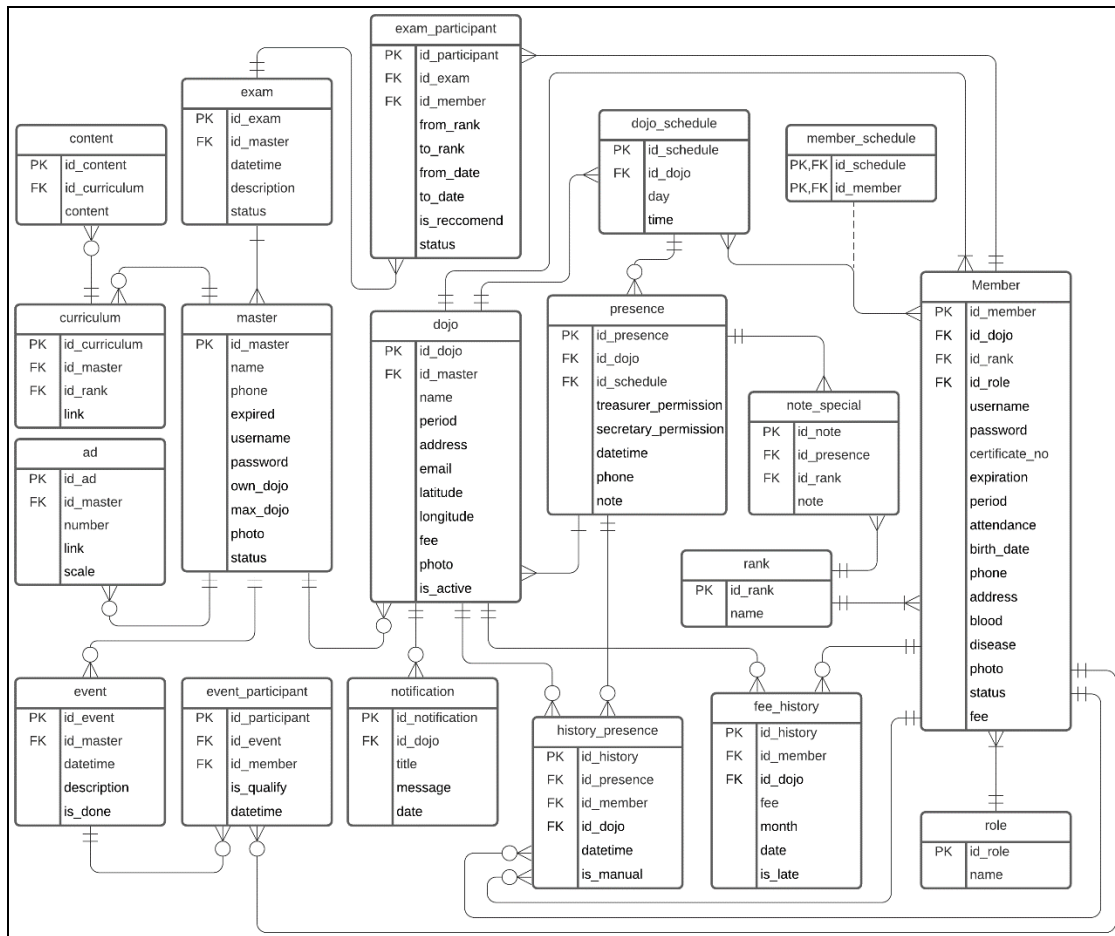 exam_participant
PK id_participant
FK id_exam
FK id_member
from_rank
to_rank
from_date
to_date
is_reccomend
status
exam
PK id_exam
FK id_master
datetime
description
status
content
PK id_content
FK id_curriculum
content
dojo_schedule
PK id_schedule
FK id_dojo
day
time
member_schedule
PK,FK id_schedule
PK,FK id_member
curriculum
PK id_curriculum
FK id_master
FK id_rank
link
master
PK id_master
name
phone
expired
username
password
own_dojo
max_dojo
photo
status
dojo
PK id_dojo
FK id_master
name
period
address
email
latitude
longitude
fee
photo
is_active
presence
PK id_presence
FK id_dojo
FK id_schedule
treasurer_permission
secretary_permission
datetime
phone
note
Member
PK id_member
FK id_dojo
FK id_rank
FK id_role
username
password
certificate_no
expiration
period
attendance
birth_date
phone
address
blood
disease
photo
status
fee
note_special
PK id_note
FK id_presence
FK id_rank
note
ad
PK id_ad
FK id_master
number
link
scale
rank
PK id_rank
name
event
PK id_event
FK id_master
datetime
description
is_done
event_participant
PK id_participant
FK id_event
FK id_member
is_qualify
datetime
notification
PK id_notification
FK id_dojo
title
message
date
history_presence
PK id_history
FK id_presence
FK id_member
FK id_dojo
datetime
is_manual
fee_history
PK id_history
FK id_member
FK id_dojo
fee
month
date
is_late
role
PK id_role
name